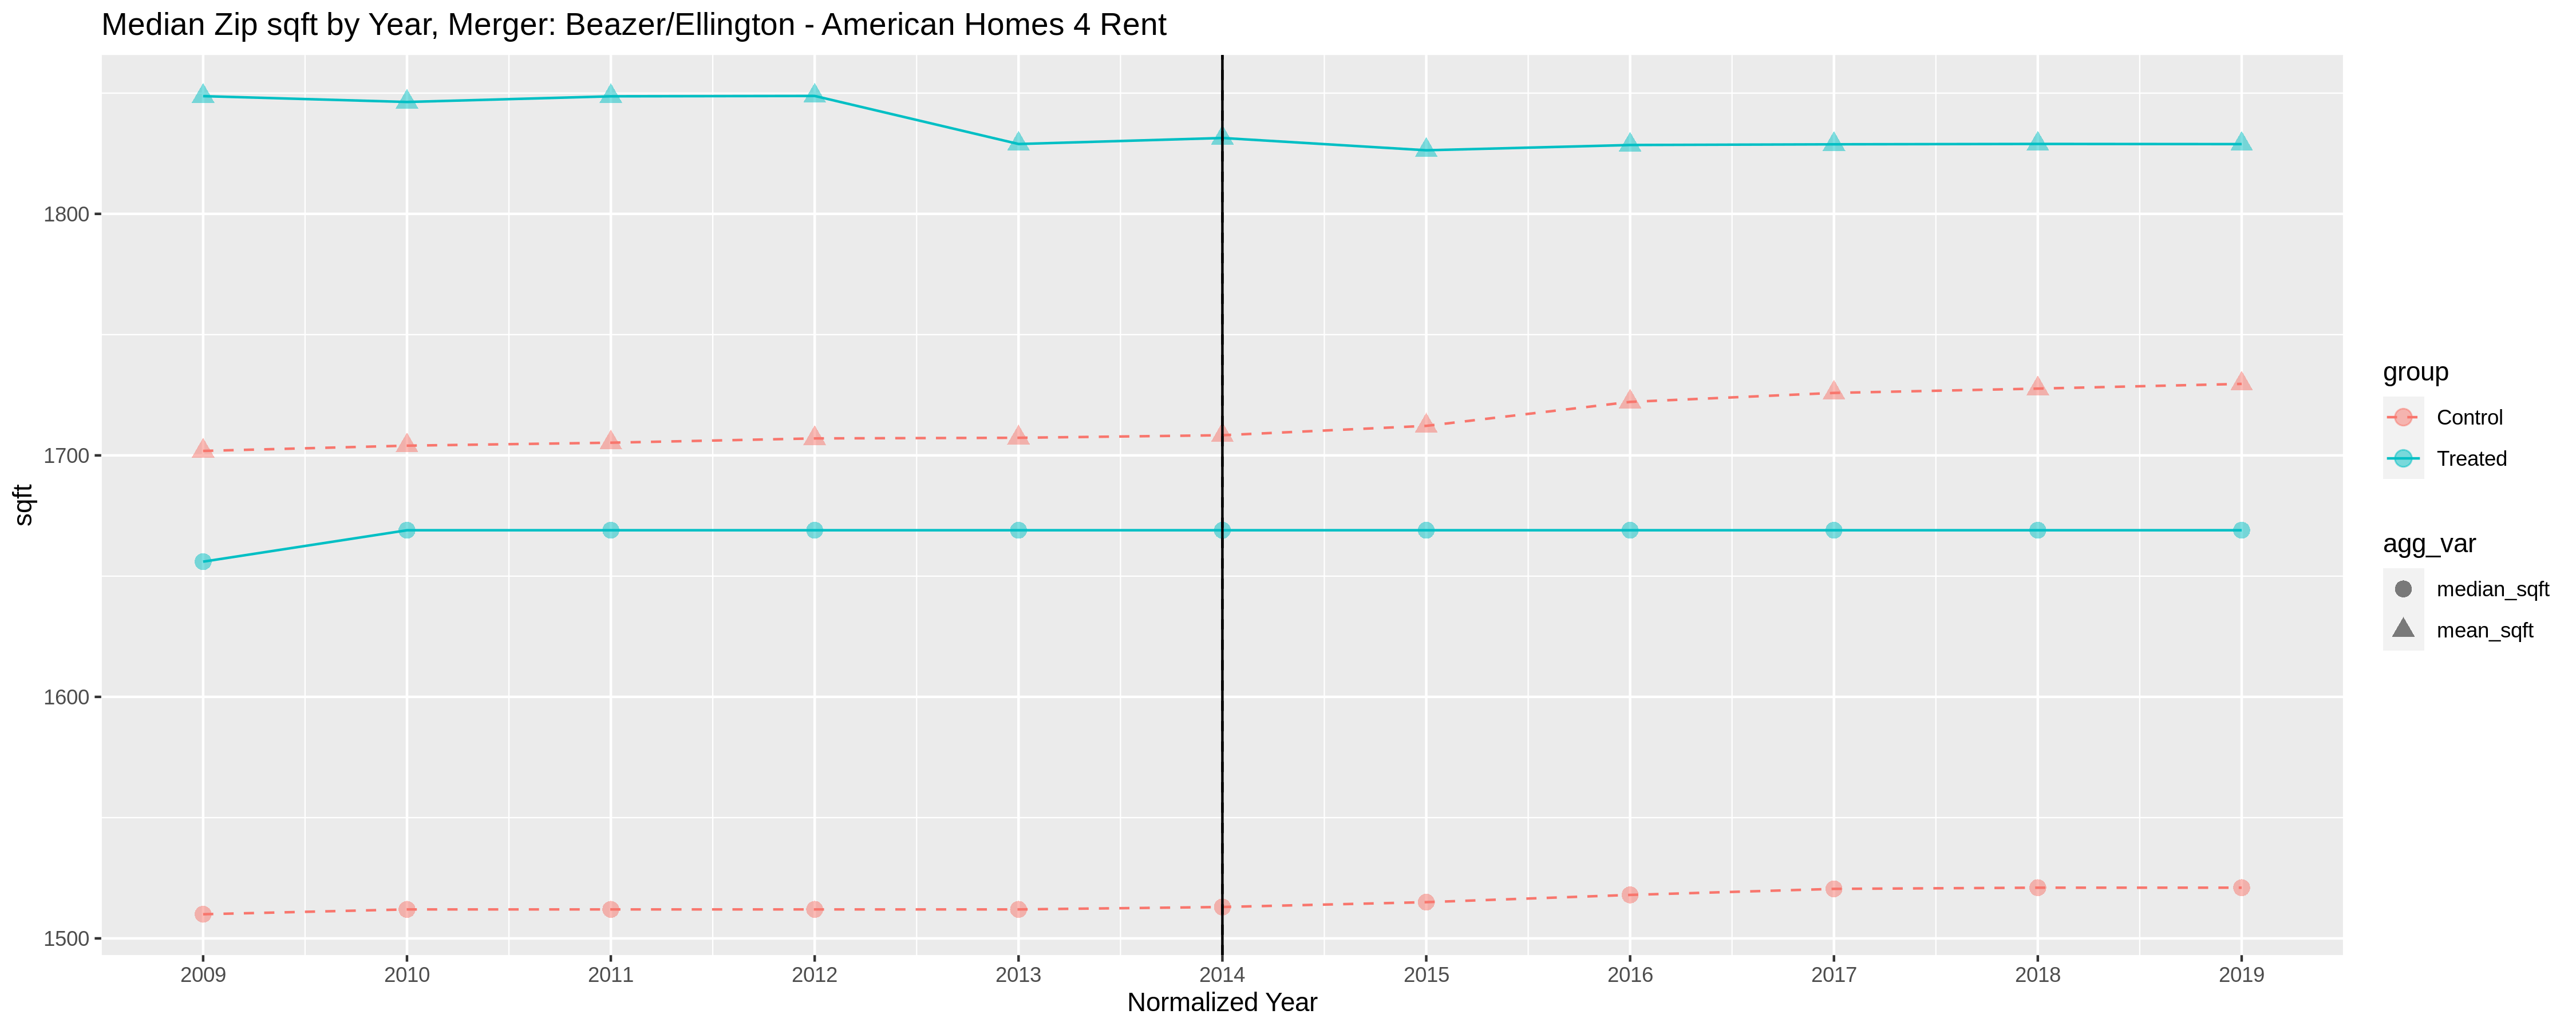 Median Zip sqft by Year, Merger: Beazer/Ellington - American Homes 4 Rent
sqft
1800
1700
1600
1500
2009 2010 2011 2012 2013 2014 2015 2016 2017 2018 2019
Normalized Year
group
Control
Treated
agg_var
median_sqft
mean_sqft